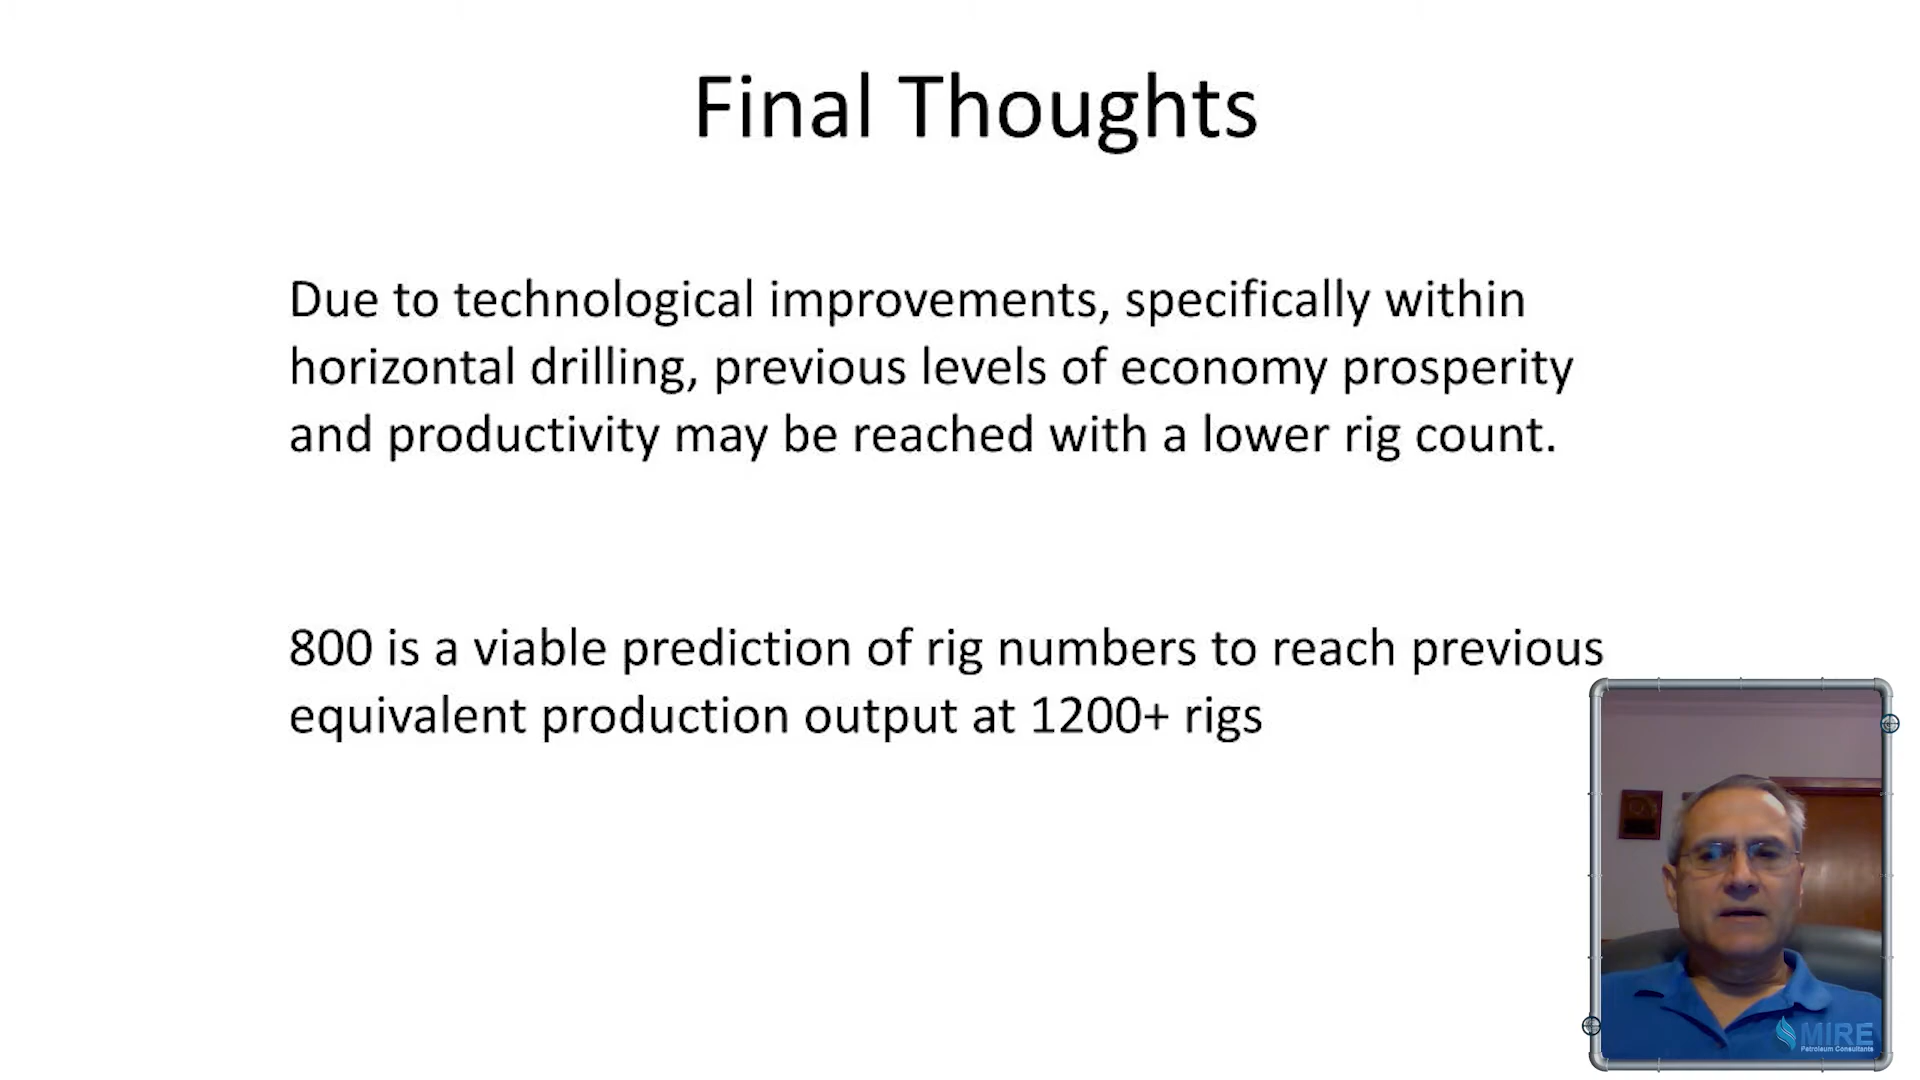 Final Thoughts
Due to technological improvements, specifically within
horizontal drilling, previous levels of economy prosperity
and productivity may be reached with a lower rig count.
800 is a viable prediction of rig numbers to reach previous
equivalent production output at 1200+ rigs
MIRE
Petroleum Consultants